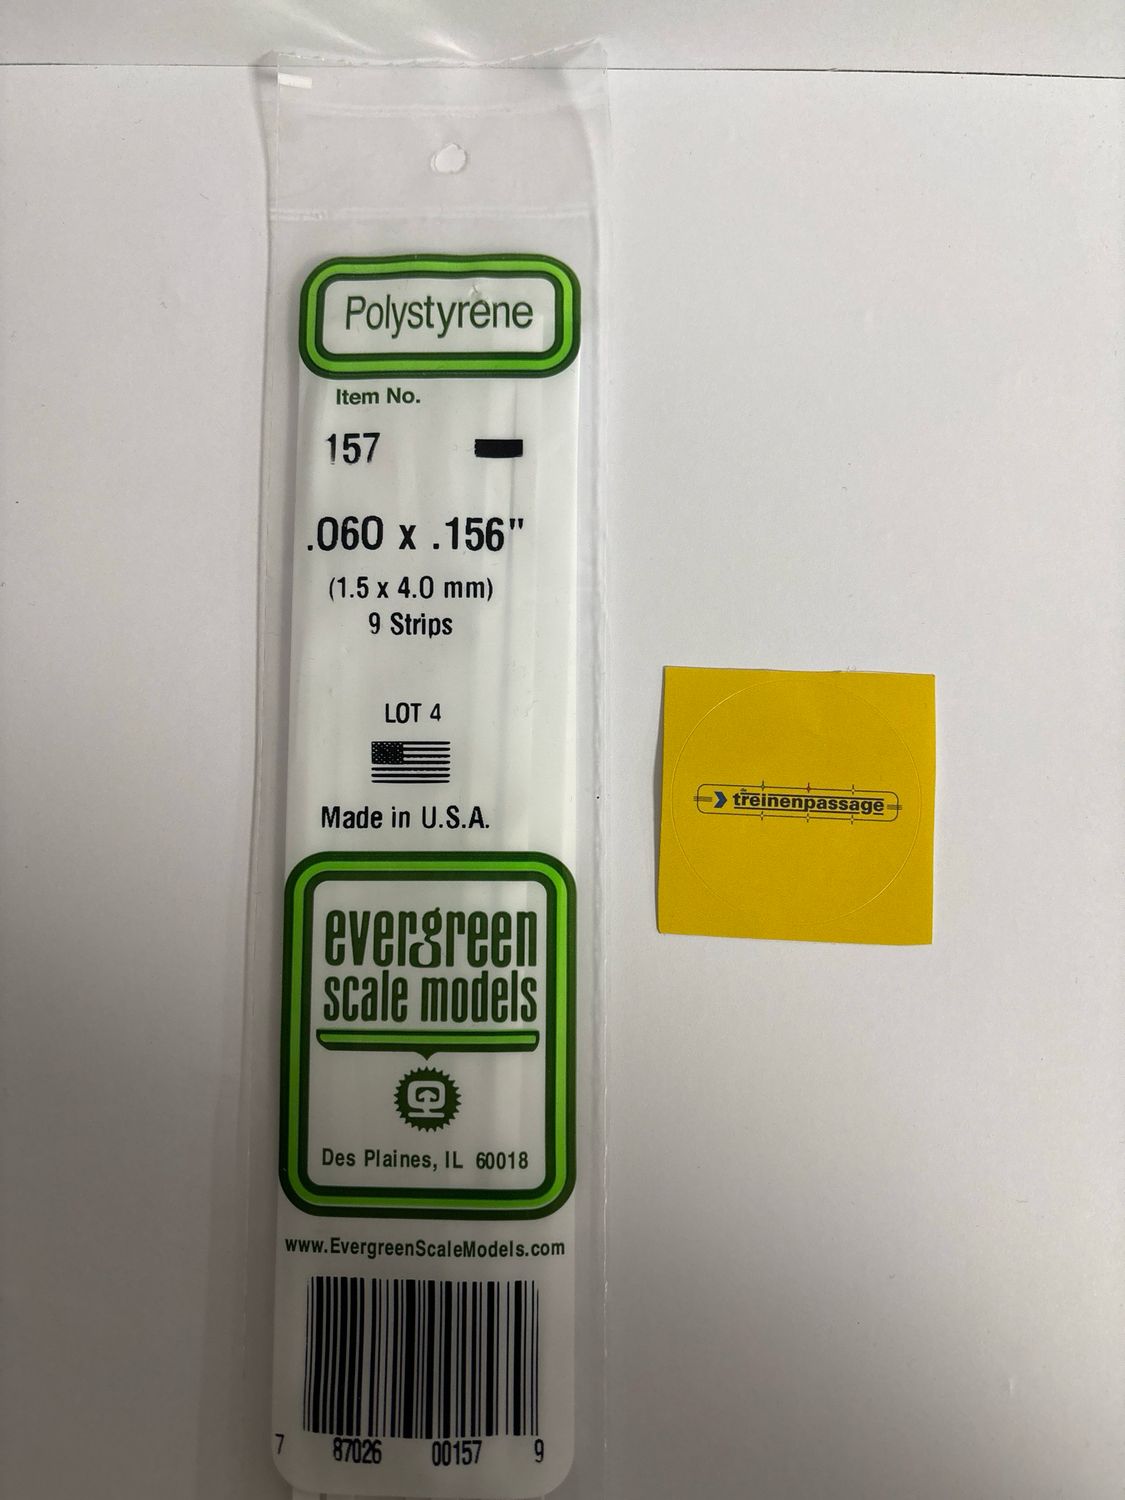 Polystyrene
Item No.
157
.060 x .156"
(1.5 x 4.0 mm)
9 Strips
LOT 4
Made in U.S.A.
evergreen
scale models
Des Plaines, IL 60018
www.EvergreenScaleModels.com
7 87026 00157 9
de
treinenpassage